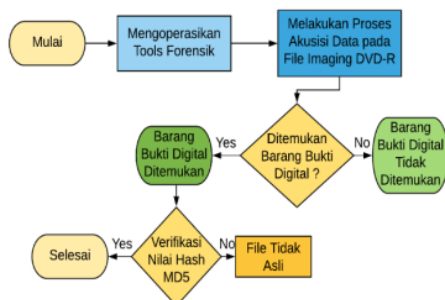 Mulai
Mengoperasikan
Tools Forensik
Melakukan Proses
Akusisi Data pada
File Imaging DVD-R
Ditemukan
Barang Bukti
Digital ?
Yes
No
Barang
Bukti Digital
Ditemukan
Barang
Bukti Digital
Tidak
Ditemukan
Verifikasi
Nilai Hash
MD5
Yes
No
Selesai
File Tidak
Asli